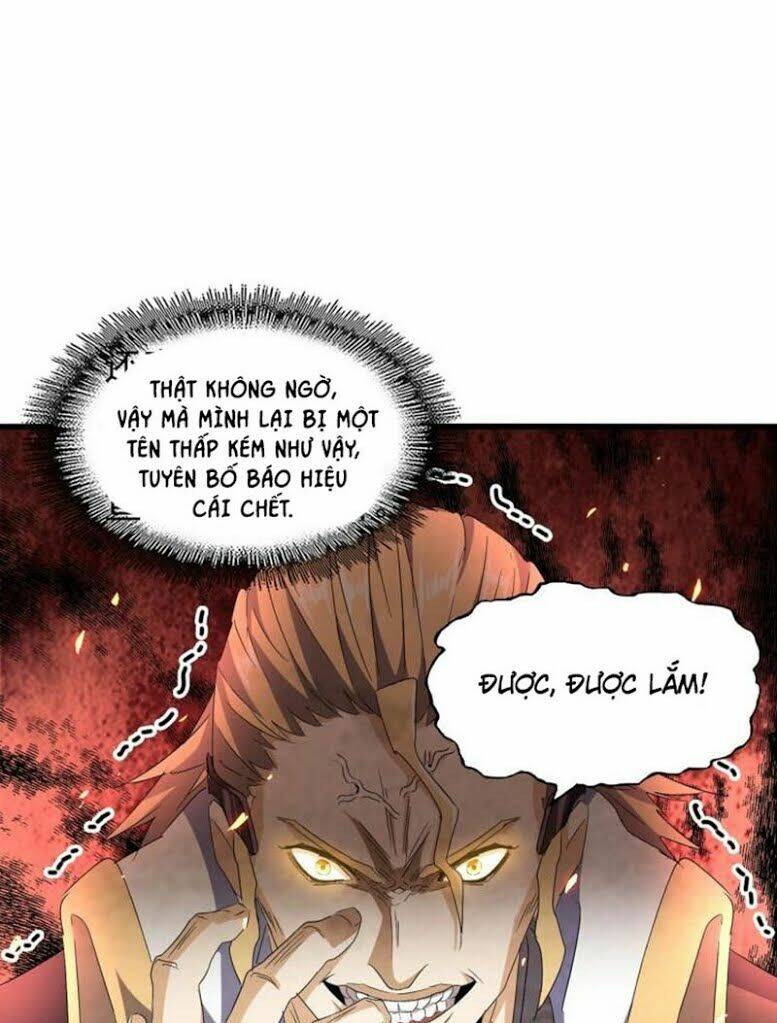 THẬT KHÔNG NGỜ,
VẬY MÀ MÌNH LẠI BỊ MỘT
TÊN THẤP KÉM NHƯ VẬY,
TUYÊN BỐ BÁO HIỆU
CÁI CHẾT.
ĐƯỢC, ĐƯỢC LẮM!